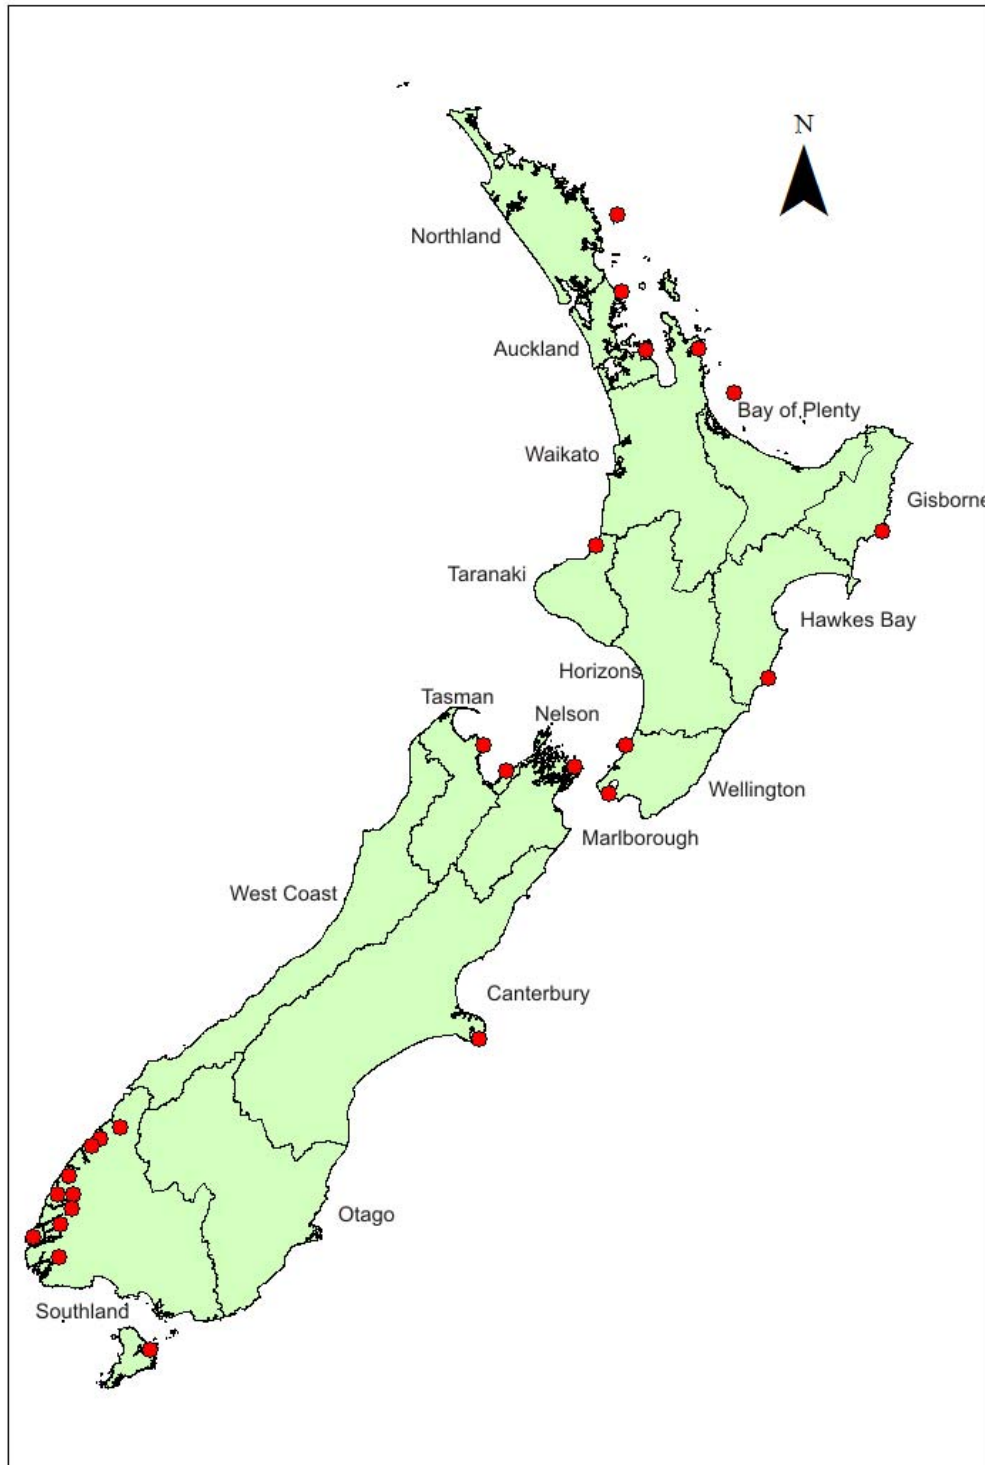 N
Northland
Auckland
Bay of Plenty
Waikato
Gisborne
Taranaki
Hawkes Bay
Horizons
Tasman
Nelson
Wellington
Marlborough
West Coast
Canterbury
Otago
Southland